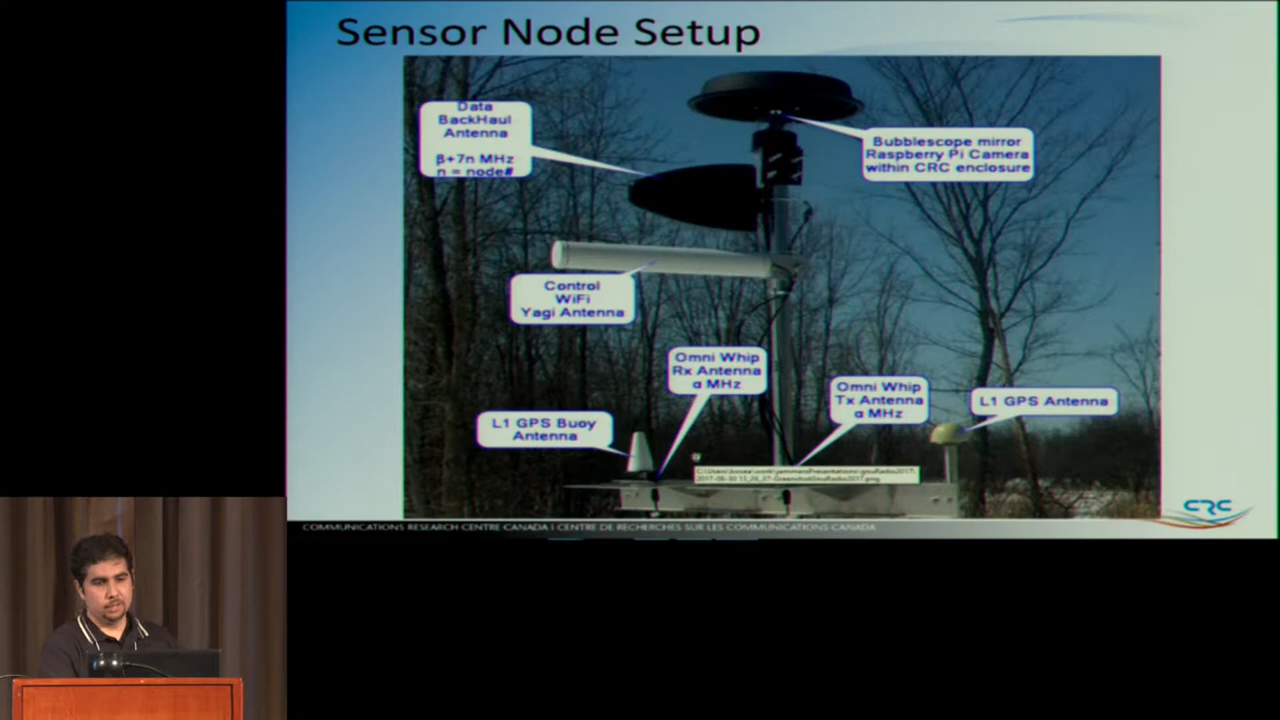 Sensor Node Setup
Data
BackHaul
Antenna
β+7n MHz
n = node#
Bubblescope mirror
Raspberry Pi Camera
within CRC enclosure
Control
WiFi
Yagi Antenna
Omni Whip
Rx Antenna
α MHz
Omni Whip
Tx Antenna
α MHz
L1 GPS Antenna
L1 GPS Buoy
Antenna
CRC
COMMUNICATIONS RESEARCH CENTRE CANADA | CENTRE DE RECHERCHES SUR LES COMMUNICATIONS CANADA